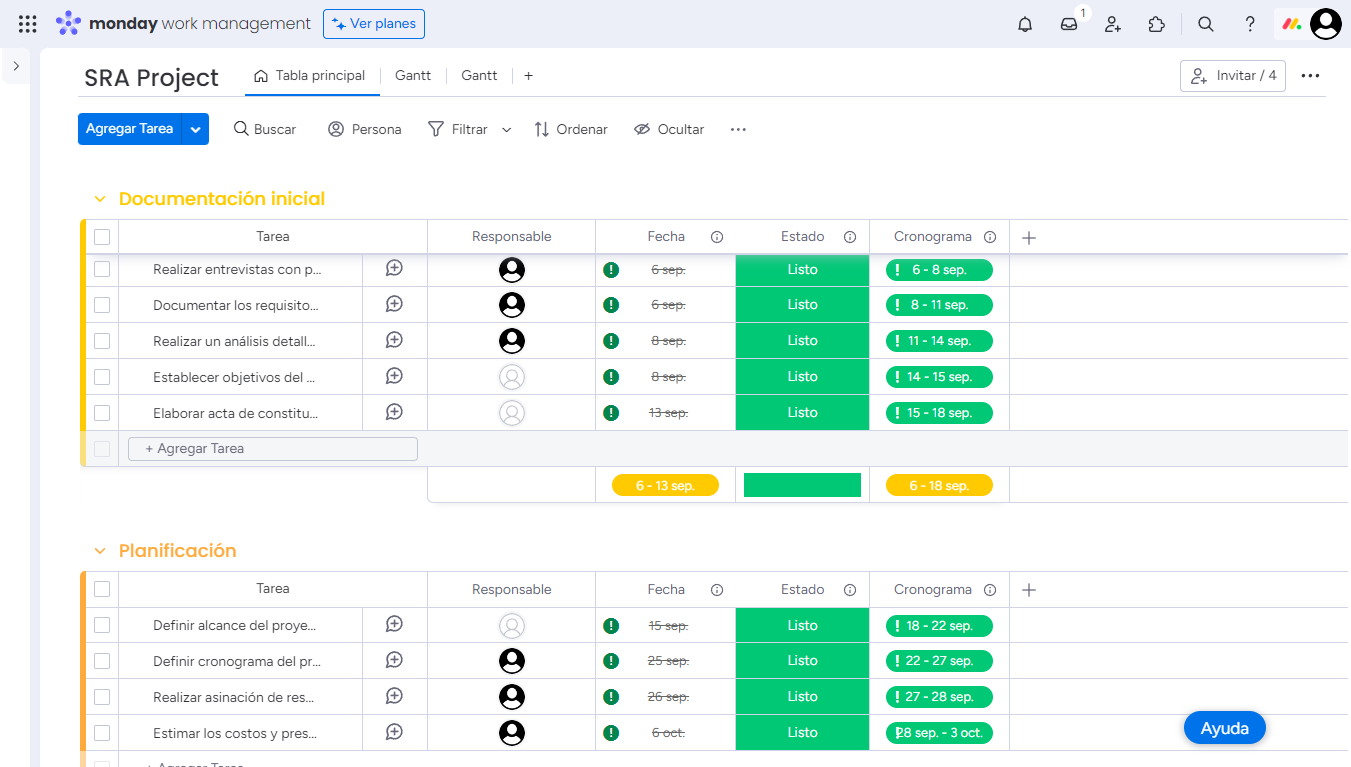 monday work management Ver planes 1
SRA Project Tabla principal Gantt Gantt + Invitar / 4
Agregar Tarea Buscar Persona Filtrar Ordenar Ocultar
Documentación inicial
Tarea Responsable Fecha Estado Cronograma
Realizar entrevistas con p... 6 sep. Listo 6 - 8 sep.
Documentar los requisito... 6 sep. Listo 8 - 11 sep.
Realizar un análisis detall... 8 sep. Listo 11 - 14 sep.
Establecer objetivos del ... 8 sep. Listo 14 - 15 sep.
Elaborar acta de constitu... 13 sep. Listo 15 - 18 sep.
+ Agregar Tarea
6 - 13 sep. 6 - 18 sep.
Planificación
Tarea Responsable Fecha Estado Cronograma
Definir alcance del proye... 15 sep. Listo 18 - 22 sep.
Definir cronograma del pr... 25 sep. Listo 22 - 27 sep.
Realizar asinación de res... 26 sep. Listo 27 - 28 sep.
Estimar los costos y pres... 6 oct. Listo 28 sep. - 3 oct.
Ayuda
+ Agregar Tarea